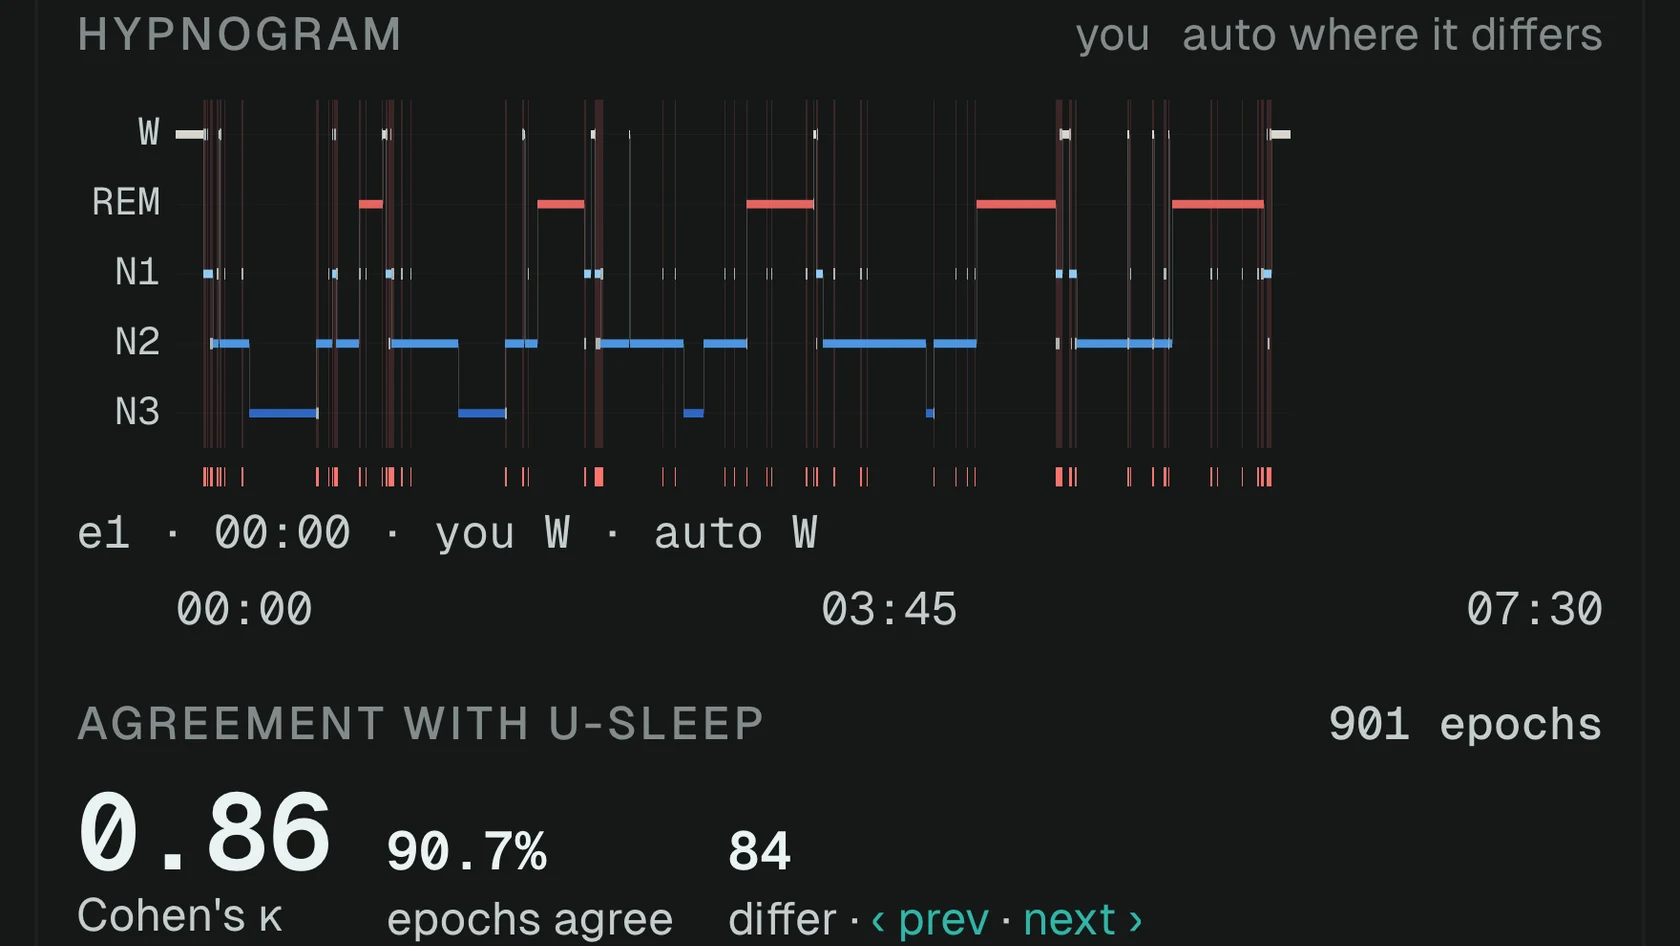 HYPNOGRAM
you auto where it differs
W
REM
N1
N2
N3
e1 · 00:00 · you W · auto W
00:00 03:45 07:30
AGREEMENT WITH U-SLEEP
901 epochs
0.86 90.7% 84
Cohen's κ epochs agree differ · ‹ prev · next ›